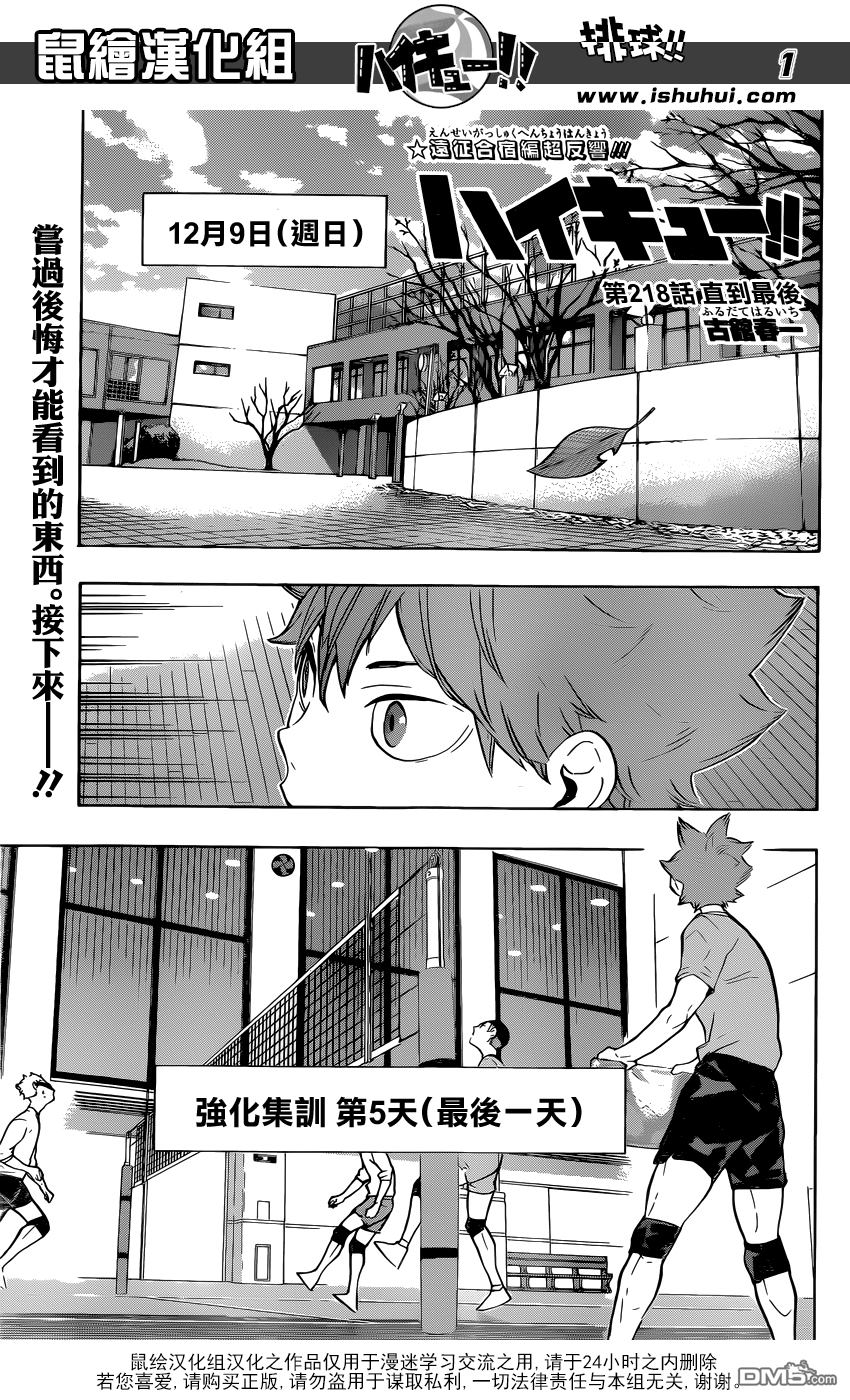 鼠繪漢化組
ハイキュー!!
排球!!
1
www.ishuhui.com
えんせいがっしゅくへんちょうはんきょう
☆遠征合宿編超反響!!!
ハイキュー!!
第218話 直到最後
ふるだてはるいち
古舘春一
12月9日(週日)
嘗過後悔才能看到的東西。接下來——!!
強化集訓 第5天(最後一天)
鼠绘汉化组汉化之作品仅用于漫迷学习交流之用, 请于24小时之内删除
若您喜爱, 请购买正版, 请勿盗用于谋取私利, 一切法律责任与本组无关, 谢谢。
DM5.com